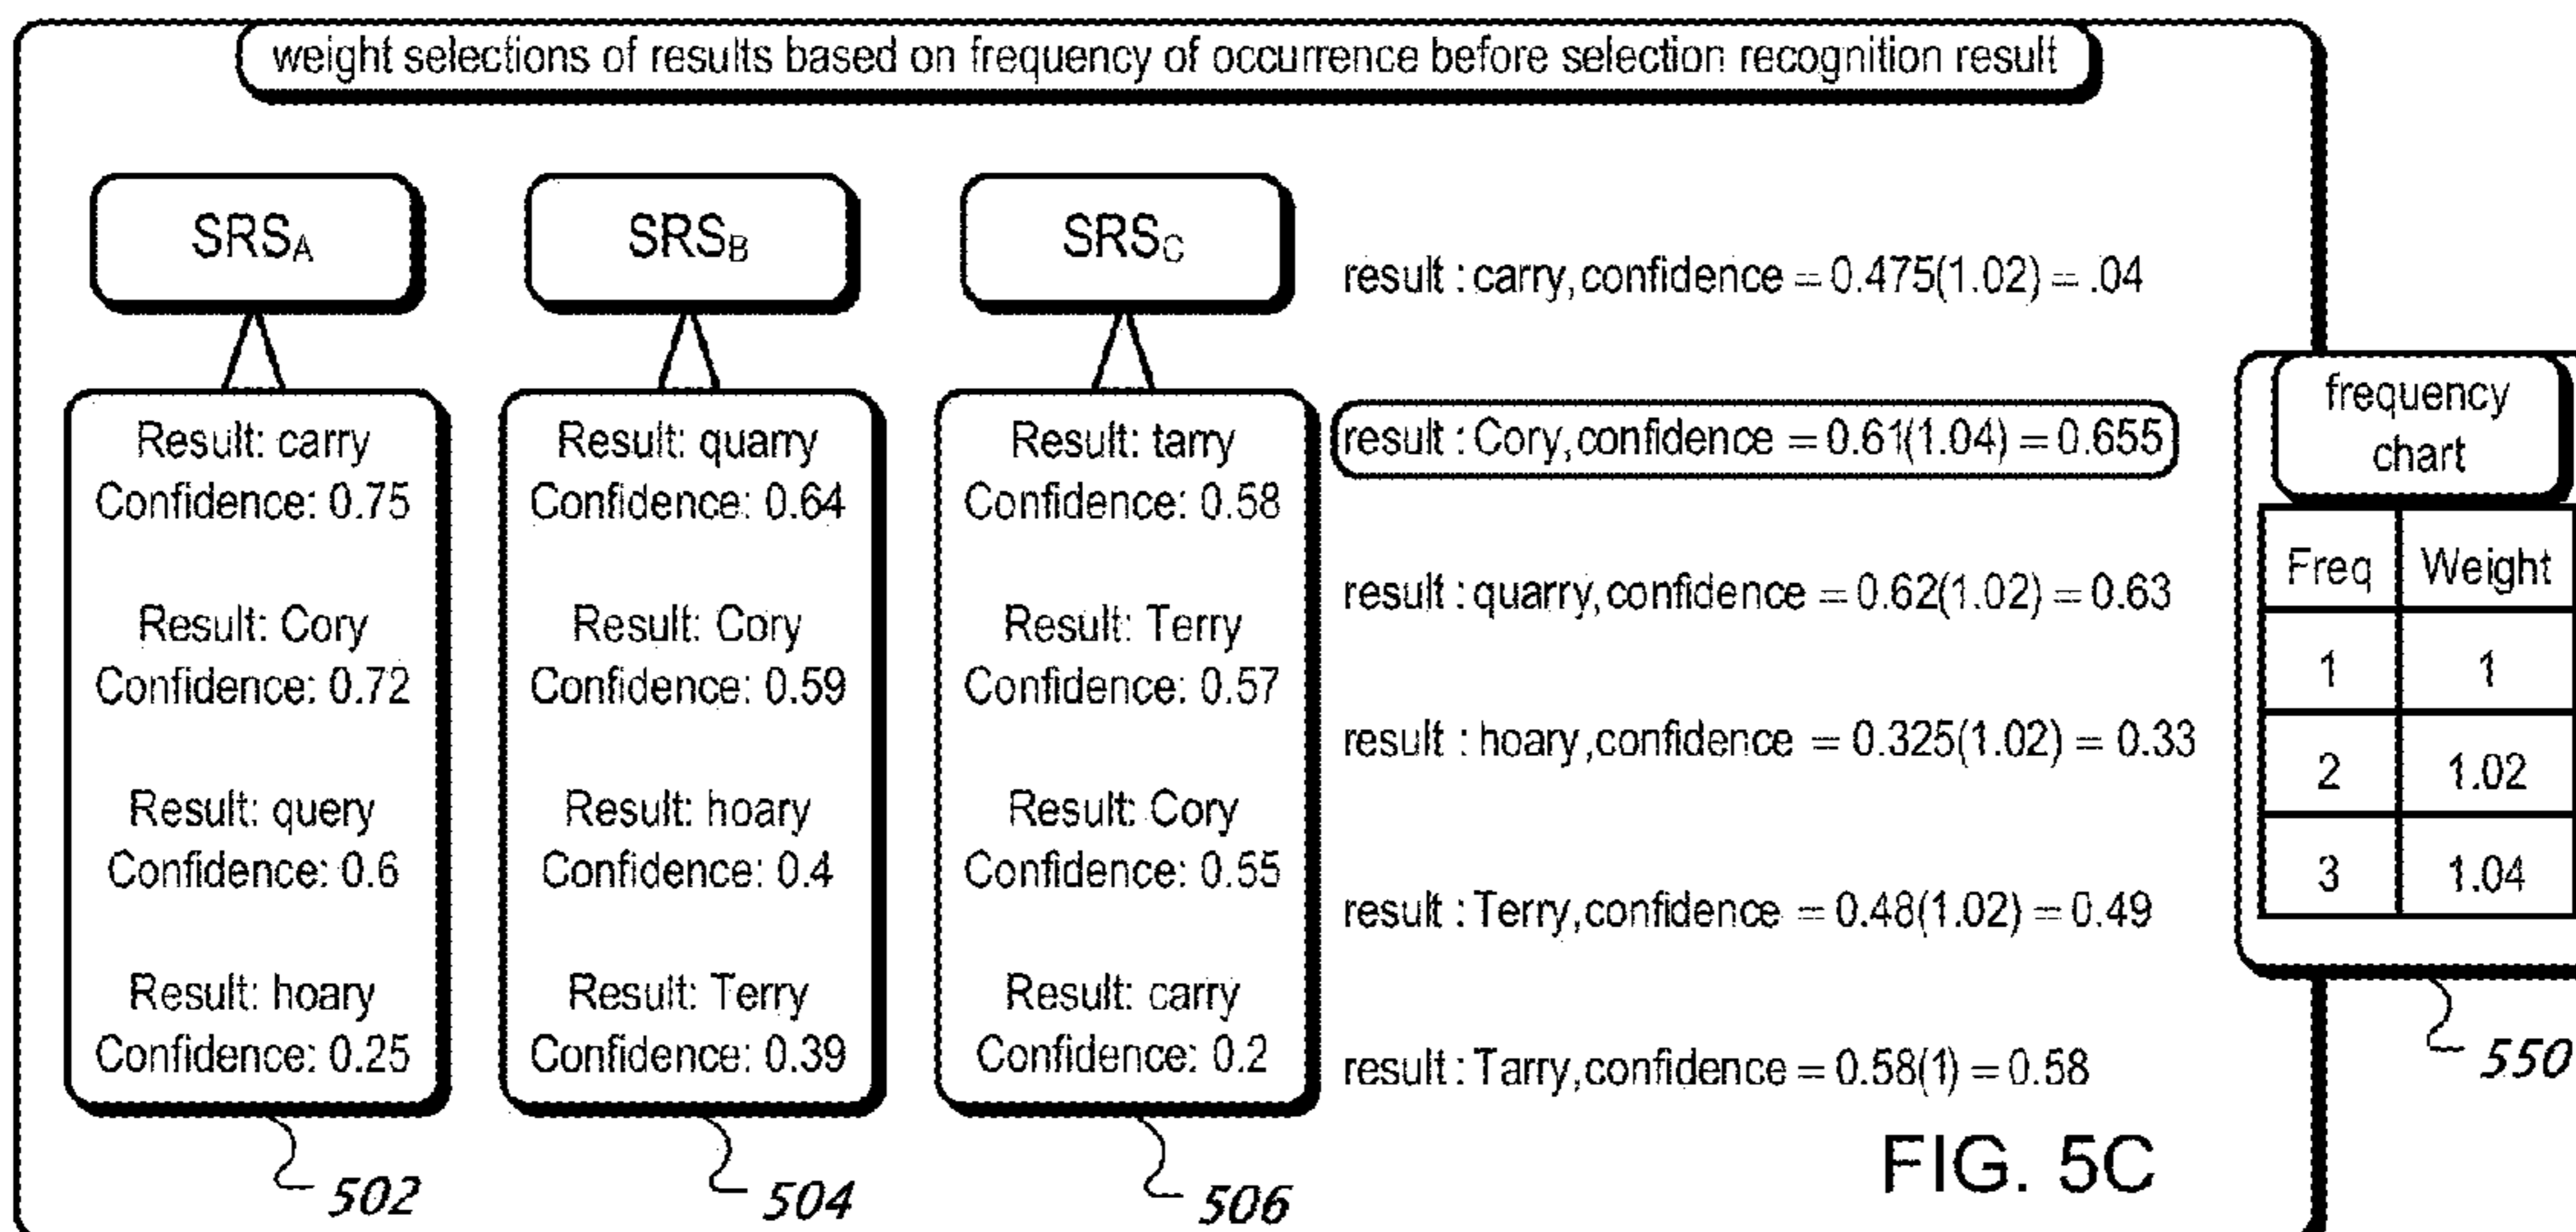 weight selections of results based on frequency of occurrence before selection recognition result
SRSA
Result: carry
Confidence: 0.75
Result: Cory
Confidence: 0.72
Result: query
Confidence: 0.6
Result: hoary
Confidence: 0.25
502
SRSB
Result: quarry
Confidence: 0.64
Result: Cory
Confidence: 0.59
Result: hoary
Confidence: 0.4
Result: Terry
Confidence: 0.39
504
SRSC
Result: tarry
Confidence: 0.58
Result: Terry
Confidence: 0.57
Result: Cory
Confidence: 0.55
Result: carry
Confidence: 0.2
506
result : carry,confidence = 0.475(1.02) = .04
result : Cory,confidence = 0.61(1.04) = 0.655
result : quarry,confidence = 0.62(1.02) = 0.63
result : hoary,confidence = 0.325(1.02) = 0.33
result : Terry,confidence = 0.48(1.02) = 0.49
result : Tarry,confidence = 0.58(1) = 0.58
frequency
chart
Freq Weight
1 1
2 1.02
3 1.04
550
FIG. 5C